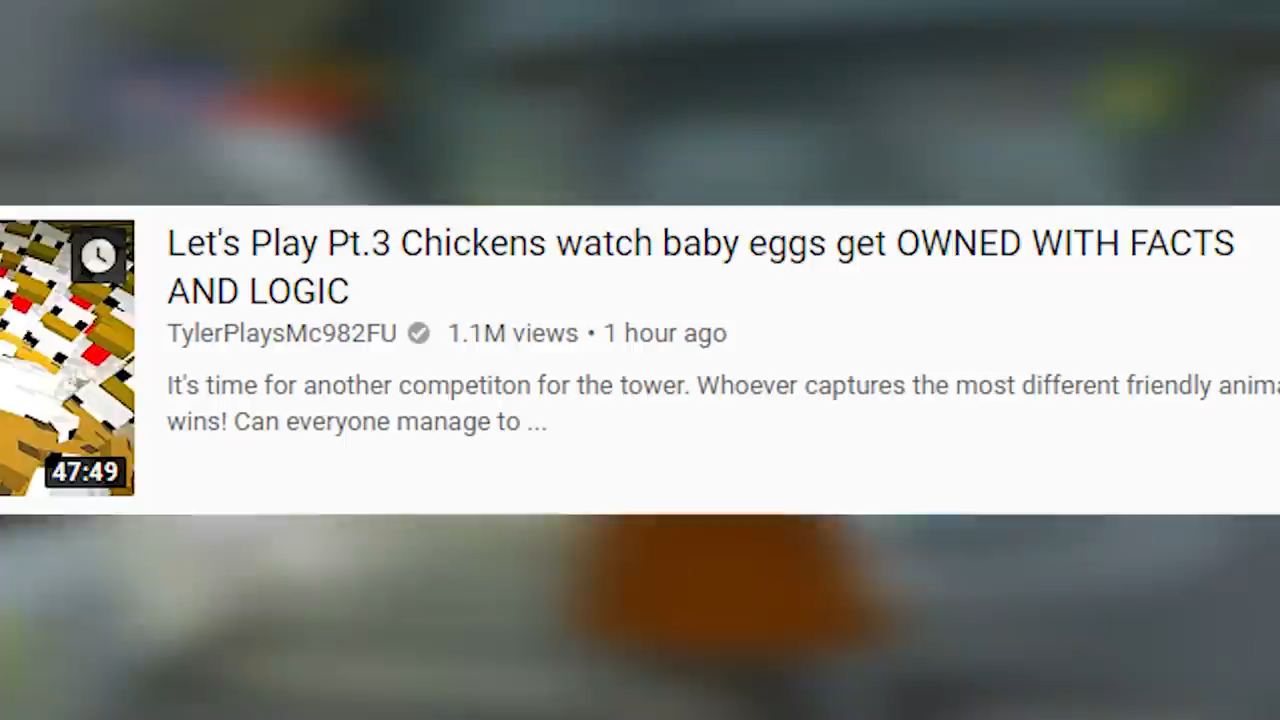 Let's Play Pt.3 Chickens watch baby eggs get OWNED WITH FACTS
AND LOGIC
TylerPlaysMc982FU 1.1M views • 1 hour ago
It's time for another competiton for the tower. Whoever captures the most different friendly anima
wins! Can everyone manage to ...
47:49